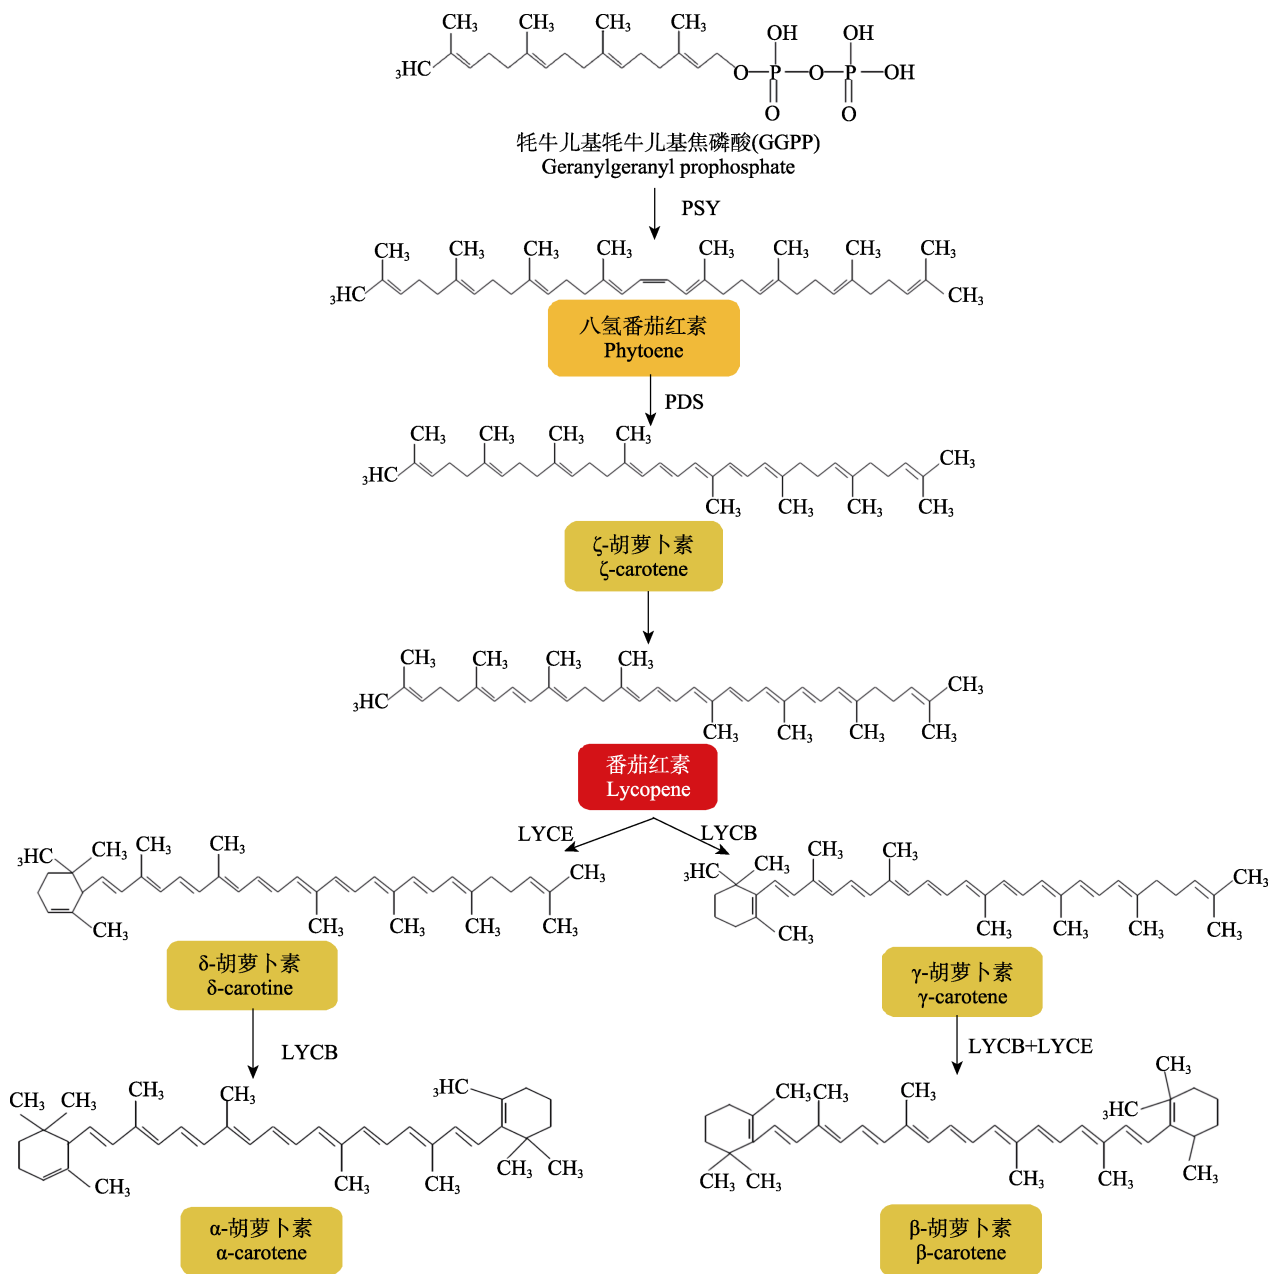 CH₃ CH₃ CH₃ CH₃ OH OH
₃HC O P O P OH
O O
牻牛儿基牻牛儿基焦磷酸(GGPP)
Geranylgeranyl prophosphate
PSY
CH₃ CH₃ CH₃ CH₃ CH₃ CH₃ CH₃ CH₃
₃HC CH₃
八氢番茄红素
Phytoene
PDS
CH₃ CH₃ CH₃ CH₃
CH₃
₃HC
CH₃ CH₃ CH₃ CH₃
ζ-胡萝卜素
ζ-carotene
CH₃ CH₃ CH₃ CH₃
CH₃
₃HC
CH₃ CH₃ CH₃ CH₃
番茄红素
Lycopene
LYCE LYCB
₃HC CH₃ CH₃ CH₃
CH₃
CH₃ CH₃ CH₃ CH₃ CH₃
δ-胡萝卜素
δ-carotine
₃HC CH₃ CH₃ CH₃
CH₃
CH₃ CH₃ CH₃ CH₃ CH₃
γ-胡萝卜素
γ-carotene
LYCB
LYCB+LYCE
CH₃ CH₃ CH₃ CH₃ ₃HC
CH₃ CH₃ CH₃ CH₃ CH₃
α-胡萝卜素
α-carotene
CH₃ CH₃ CH₃ CH₃
₃HC
CH₃ CH₃ CH₃ CH₃ CH₃
β-胡萝卜素
β-carotene